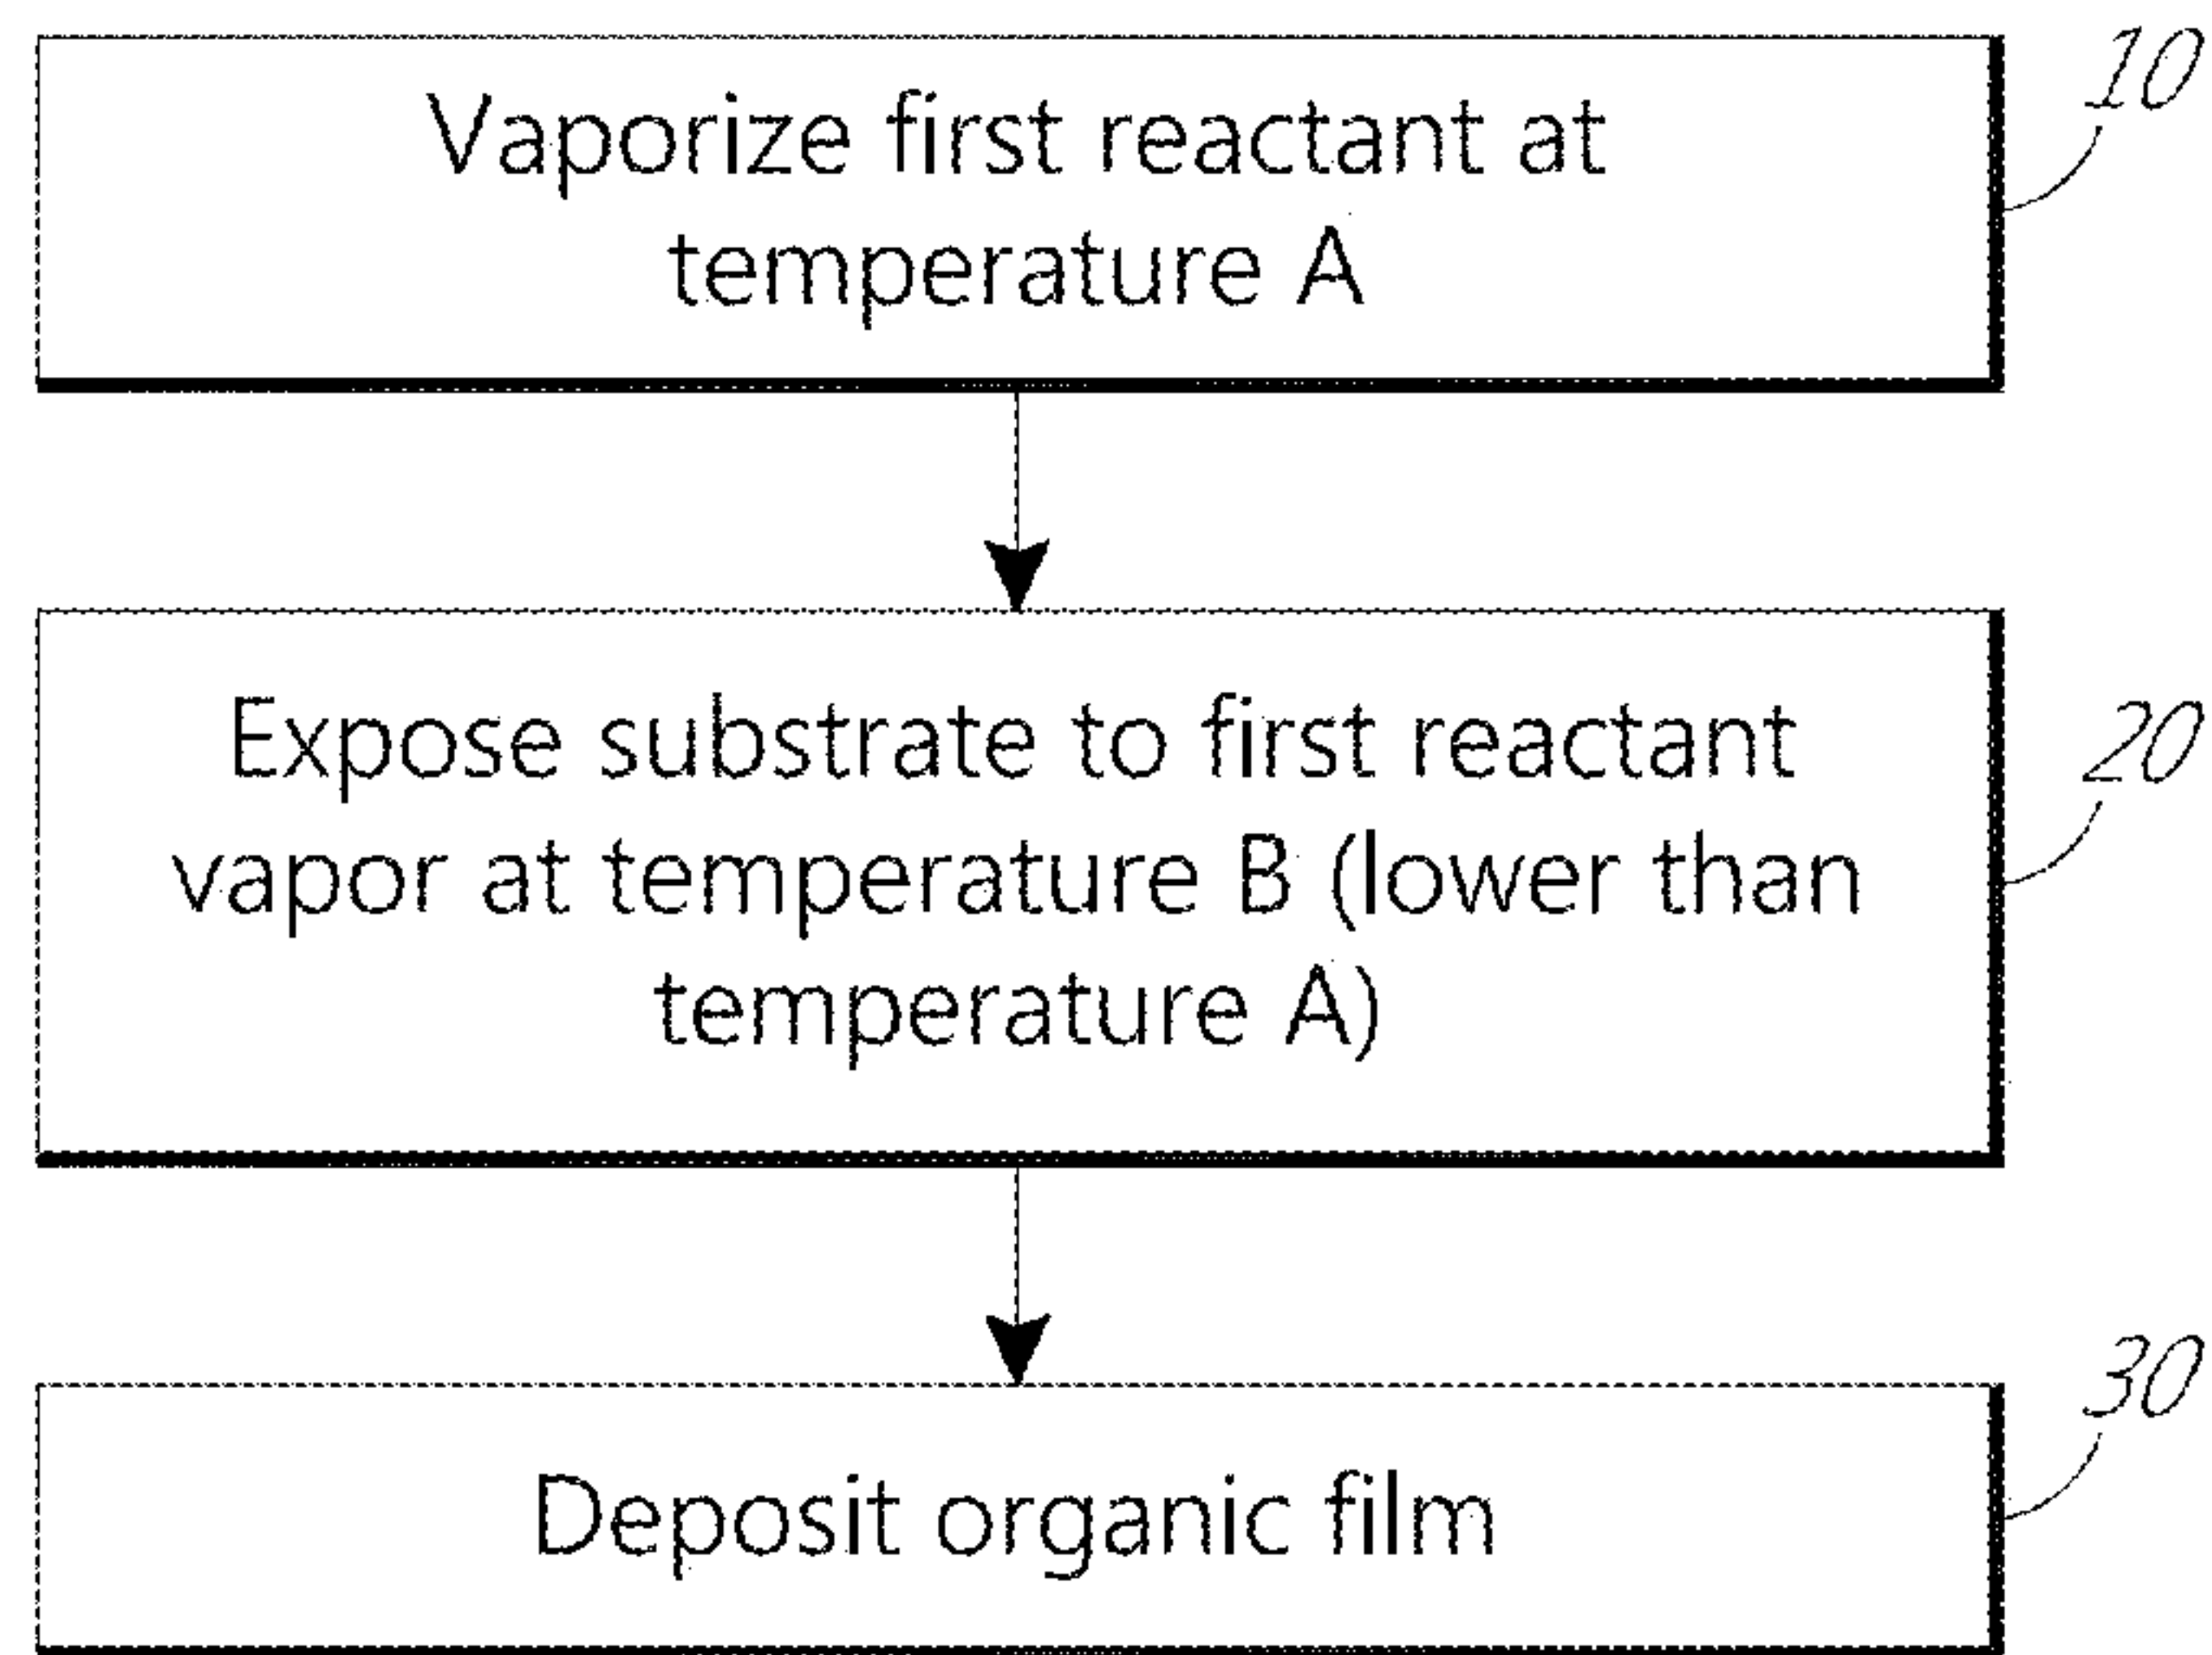 10
Vaporize first reactant at
temperature A
20
Expose substrate to first reactant
vapor at temperature B (lower than
temperature A)
30
Deposit organic film